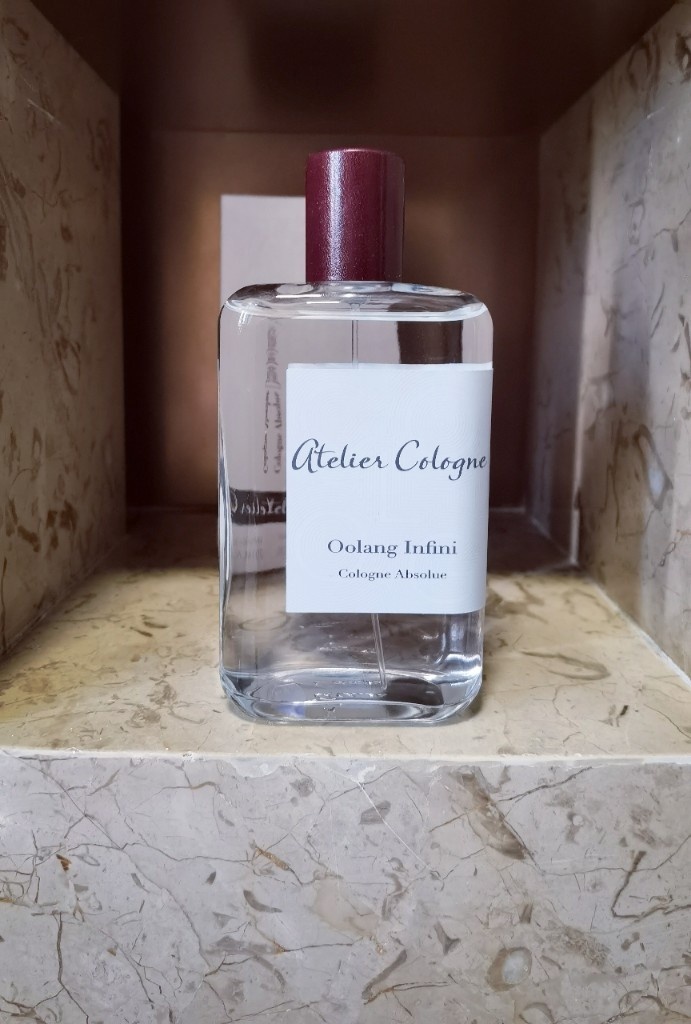 Atelier Cologne
Oolang Infini
Cologne Absolue